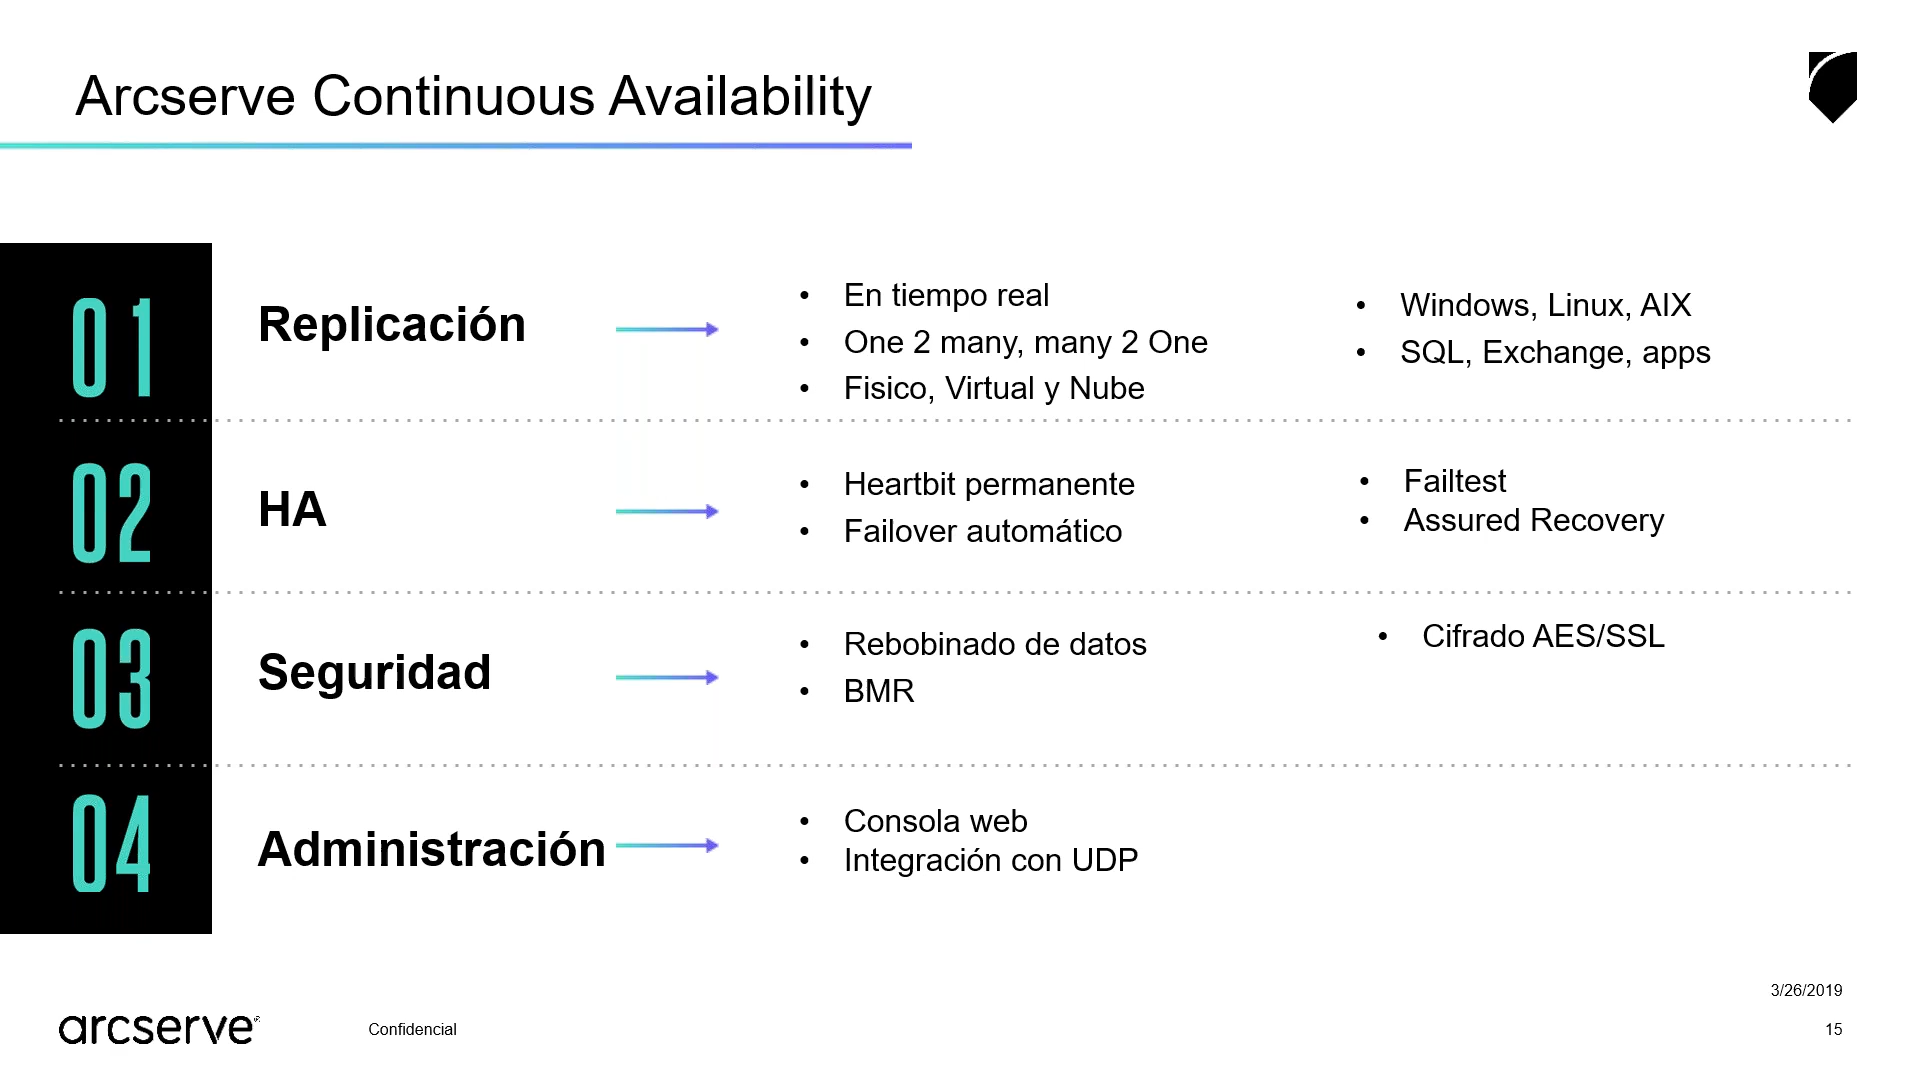 Arcserve Continuous Availability
01
Replicación
• En tiempo real
• One 2 many, many 2 One
• Fisico, Virtual y Nube
• Windows, Linux, AIX
• SQL, Exchange, apps
02
HA
• Heartbit permanente
• Failover automático
• Failtest
• Assured Recovery
03
Seguridad
• Rebobinado de datos
• BMR
• Cifrado AES/SSL
04
Administración
• Consola web
• Integración con UDP
3/26/2019
arcserve®
Confidencial
15